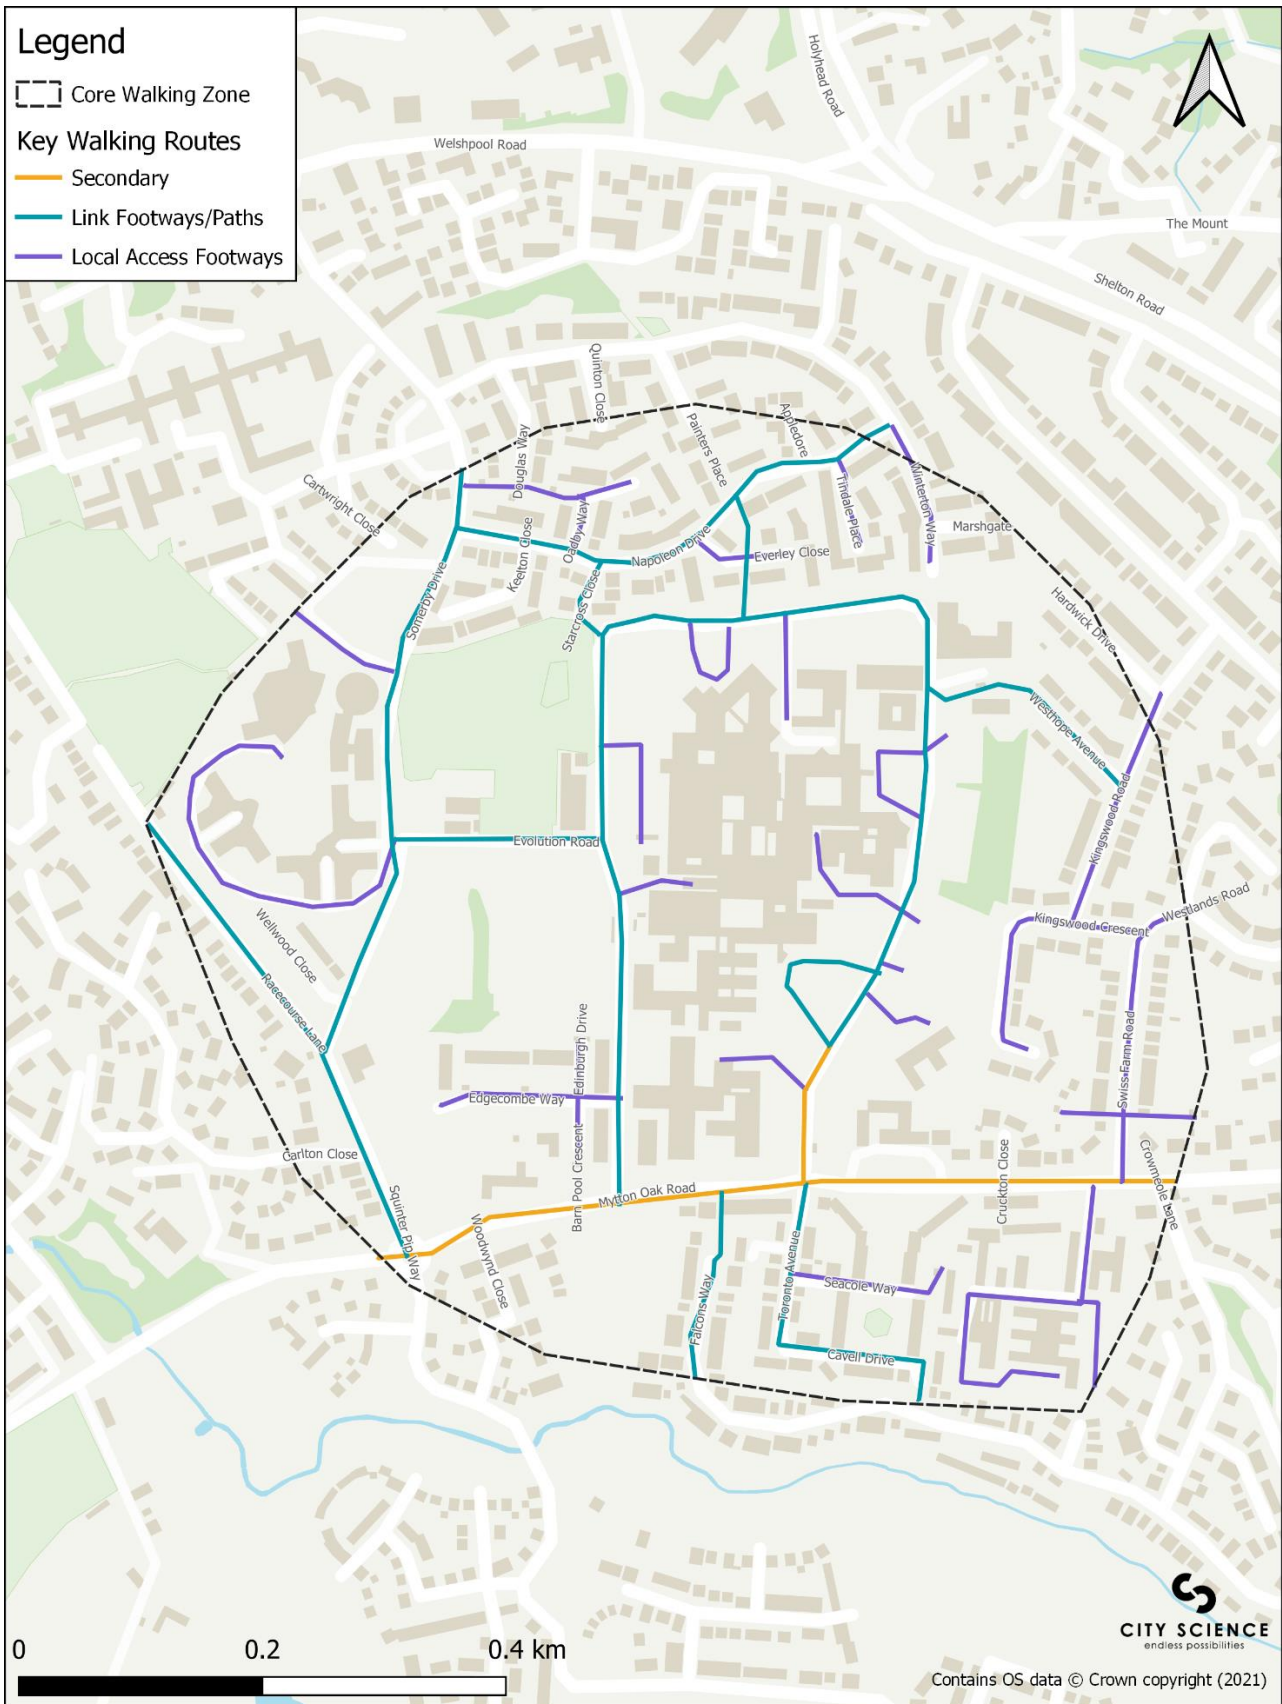 Legend
Core Walking Zone
Key Walking Routes
Secondary
Link Footways/Paths
Local Access Footways
Holyhead Road
Welshpool Road
The Mount
Shelton Road
Quinton Close
Appledore
Painters Place
Douglas Way
Cartwright Close
Oadby Way
Tindale Place
Winterton Way
Marshgate
Keelton Close
Napoleon Drive
Everley Close
Somerby Drive
Starcross Close
Hardwick Drive
Westhope Avenue
Evolution Road
Kingswood Road
Wellwood Close
Kingswood Crescent
Westlands Road
Racecourse Lane
Edinburgh Drive
Swiss Farm Road
Edgecombe Way
Barn Pool Crescent
Carlton Close
Cruckton Close
Crowmeole Lane
Squinter Pip Way
Mytton Oak Road
Woodwynd Close
Toronto Avenue
Seacole Way
Falcons Way
Cavell Drive
CITY SCIENCE
endless possibilities
0 0.2 0.4 km
Contains OS data © Crown copyright (2021)